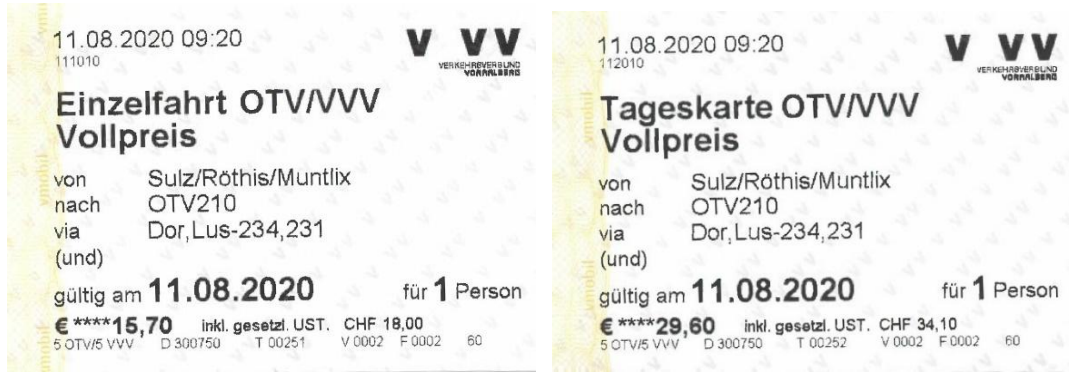 11.08.2020 09:20
111010
V VV
VERKEHRSVERBUND
VORARLBERG
Einzelfahrt OTV/VVV
Vollpreis
von Sulz/Röthis/Muntlix
nach OTV210
via Dor,Lus-234,231
(und)
gültig am 11.08.2020 für 1 Person
€ ****15,70 inkl. gesetzl. UST. CHF 18,00
5 OTV/5 VVV D 300750 T 00251 V 0002 F 0002 60
11.08.2020 09:20
112010
V VV
VERKEHRSVERBUND
VORARLBERG
Tageskarte OTV/VVV
Vollpreis
von Sulz/Röthis/Muntlix
nach OTV210
via Dor,Lus-234,231
(und)
gültig am 11.08.2020 für 1 Person
€ ****29,60 inkl. gesetzl. UST. CHF 34,10
5 OTV/5 VVV D 300750 T 00252 V 0002 F 0002 60